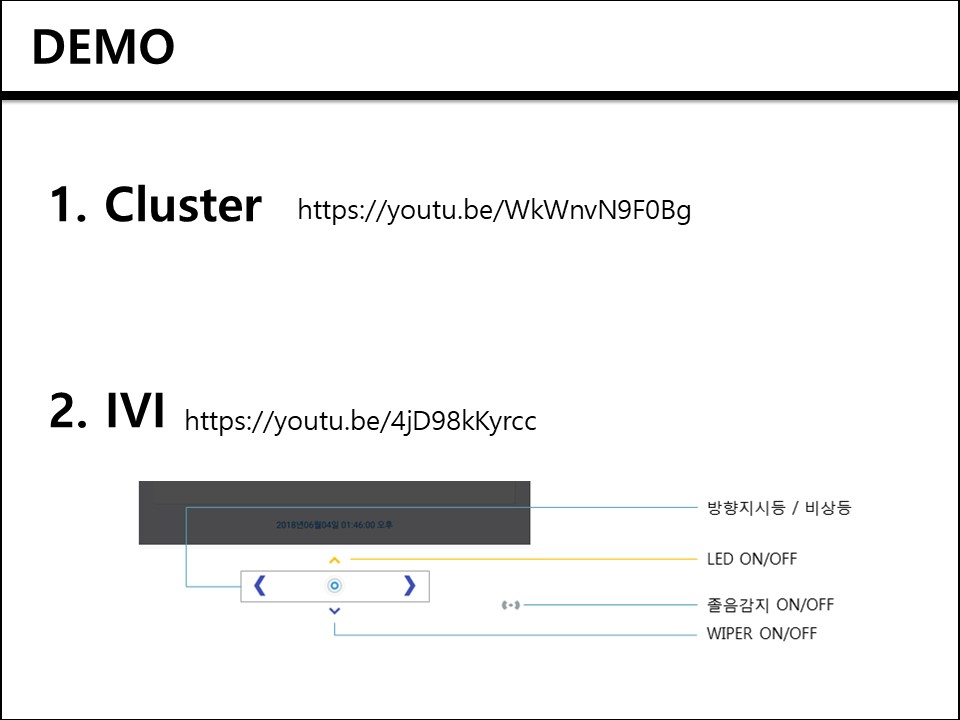 DEMO
1. Cluster https://youtu.be/WkWnvN9F0Bg
2. IVI https://youtu.be/4jD98kKyrcc
방향지시등 / 비상등
2018년06월04일 01:46:00 오후
LED ON/OFF
졸음감지 ON/OFF
WIPER ON/OFF